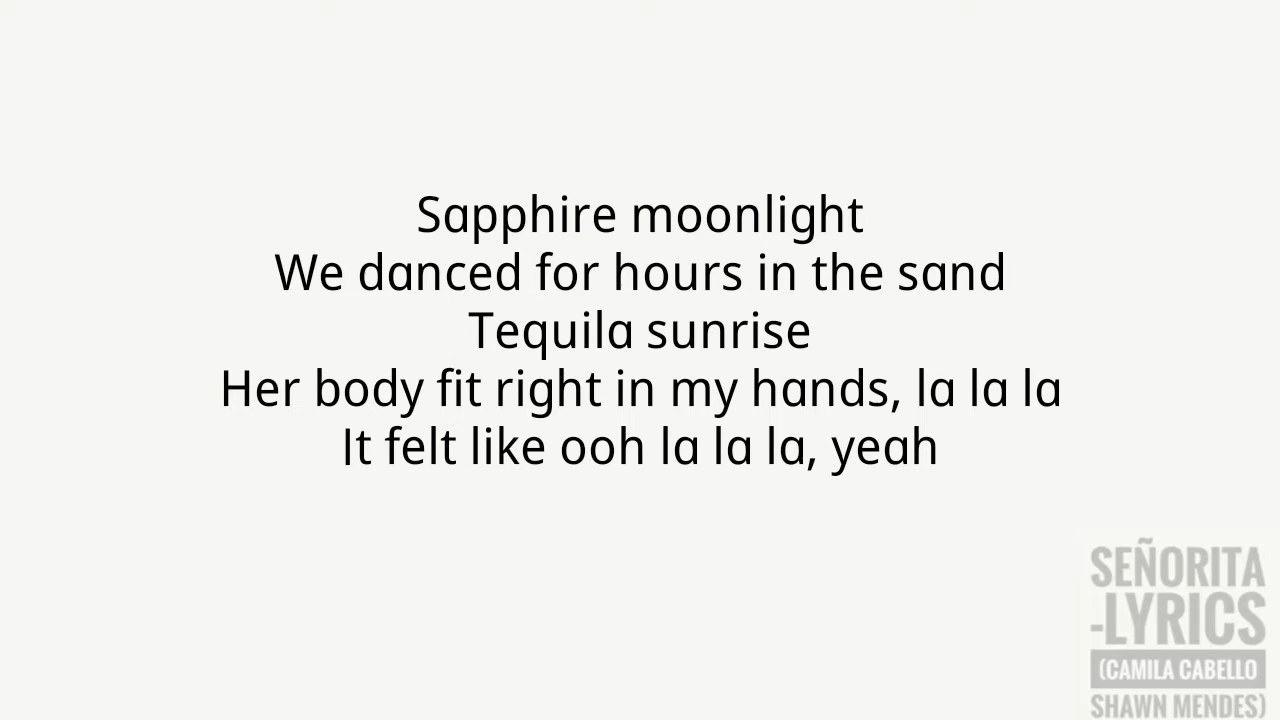 Sapphire moonlight
We danced for hours in the sand
Tequila sunrise
Her body fit right in my hands, la la la
It felt like ooh la la la, yeah
SEÑORITA
-LYRICS
(CAMILA CABELLO
SHAWN MENDES)